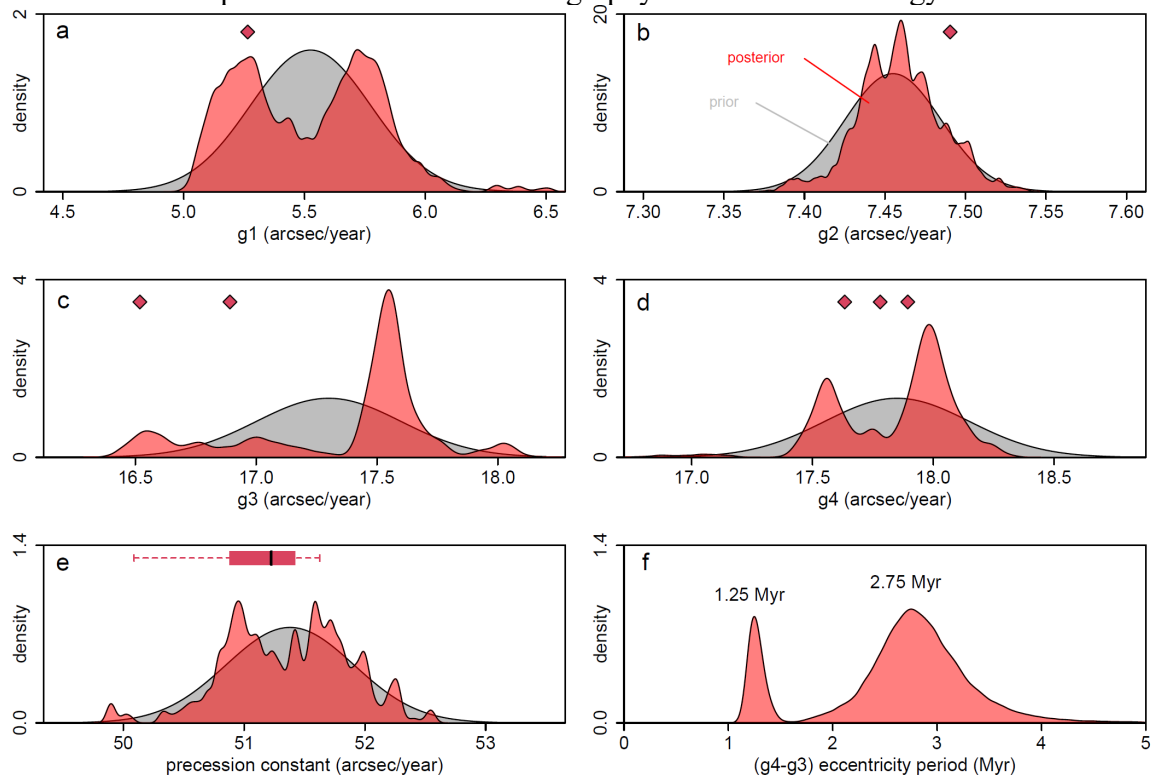 a
2
0
density
4.5 5.0 5.5 6.0 6.5
g1 (arcsec/year)
b
20
0
density
posterior
prior
7.30 7.35 7.40 7.45 7.50 7.55 7.60
g2 (arcsec/year)
c
4
0
density
16.5 17.0 17.5 18.0
g3 (arcsec/year)
d
4
0
density
17.0 17.5 18.0 18.5
g4 (arcsec/year)
e
1.4
0.0
density
50 51 52 53
precession constant (arcsec/year)
f
1.4
0.0
density
1.25 Myr
2.75 Myr
0 1 2 3 4 5
(g4-g3) eccentricity period (Myr)